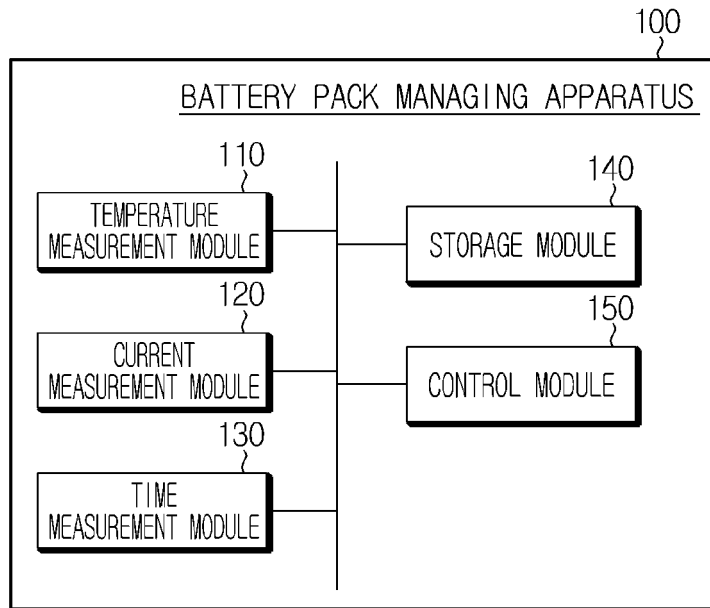 100
BATTERY PACK MANAGING APPARATUS
110
TEMPERATURE
MEASUREMENT MODULE
120
CURRENT
MEASUREMENT MODULE
130
TIME
MEASUREMENT MODULE
140
STORAGE MODULE
150
CONTROL MODULE